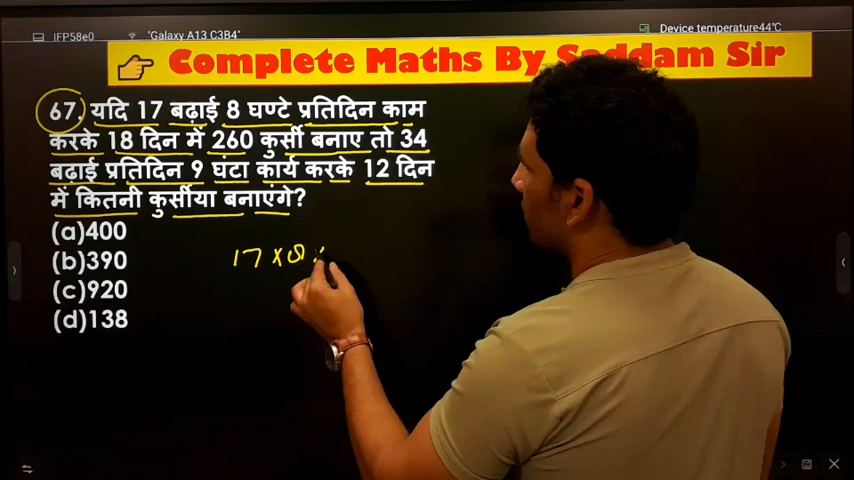 IFP58e0 "Galaxy A13 C3B4" Device temperature44℃
Complete Maths By Saddam Sir
67. यदि 17 बढ़ाई 8 घण्टे प्रतिदिन काम
करके 18 दिन में 260 कुर्सी बनाए तो 34
बढ़ाई प्रतिदिन 9 घंटा कार्य करके 12 दिन
में कितनी कुर्सीया बनाएंगे?
(a)400
(b)390
(c)920
(d)138
17 × 8